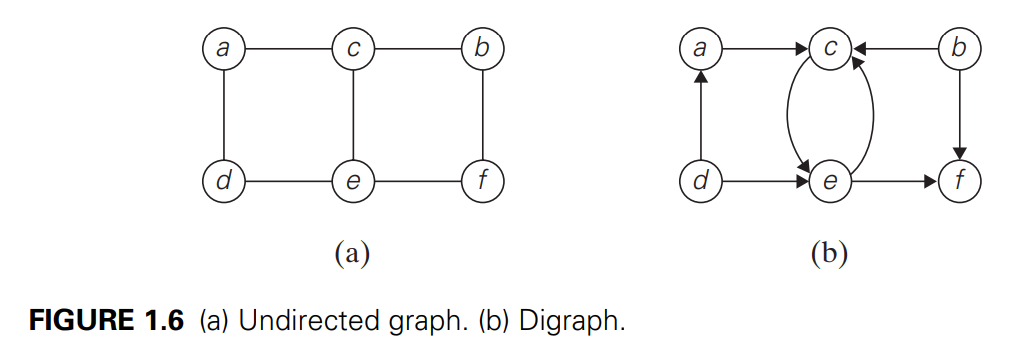 a c b a c b
d e f d e f
(a) (b)
FIGURE 1.6 (a) Undirected graph. (b) Digraph.